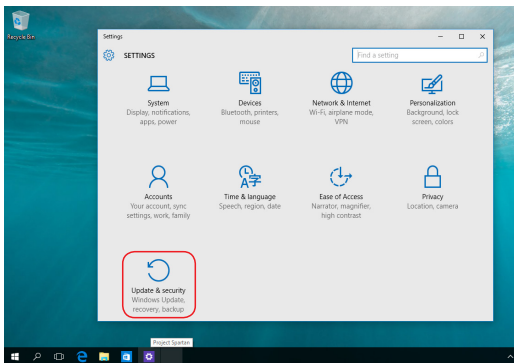 Recycle Bin
Settings
SETTINGS
Find a setting
System
Display, notifications,
apps, power
Devices
Bluetooth, printers,
mouse
Network & Internet
Wi-Fi, airplane mode,
VPN
Personalization
Background, lock
screen, colors
Accounts
Your account, sync
settings, work, family
Time & language
Speech, region, date
Ease of Access
Narrator, magnifier,
high contrast
Privacy
Location, camera
Update & security
Windows Update,
recovery, backup
Project Spartan